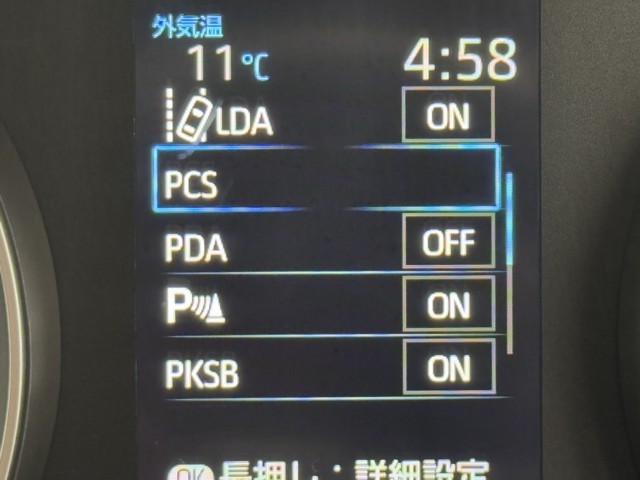 外気温
11℃ 4:58
LDA ON
PCS
PDA OFF
P ON
PKSB ON
OK 長押し：詳細設定